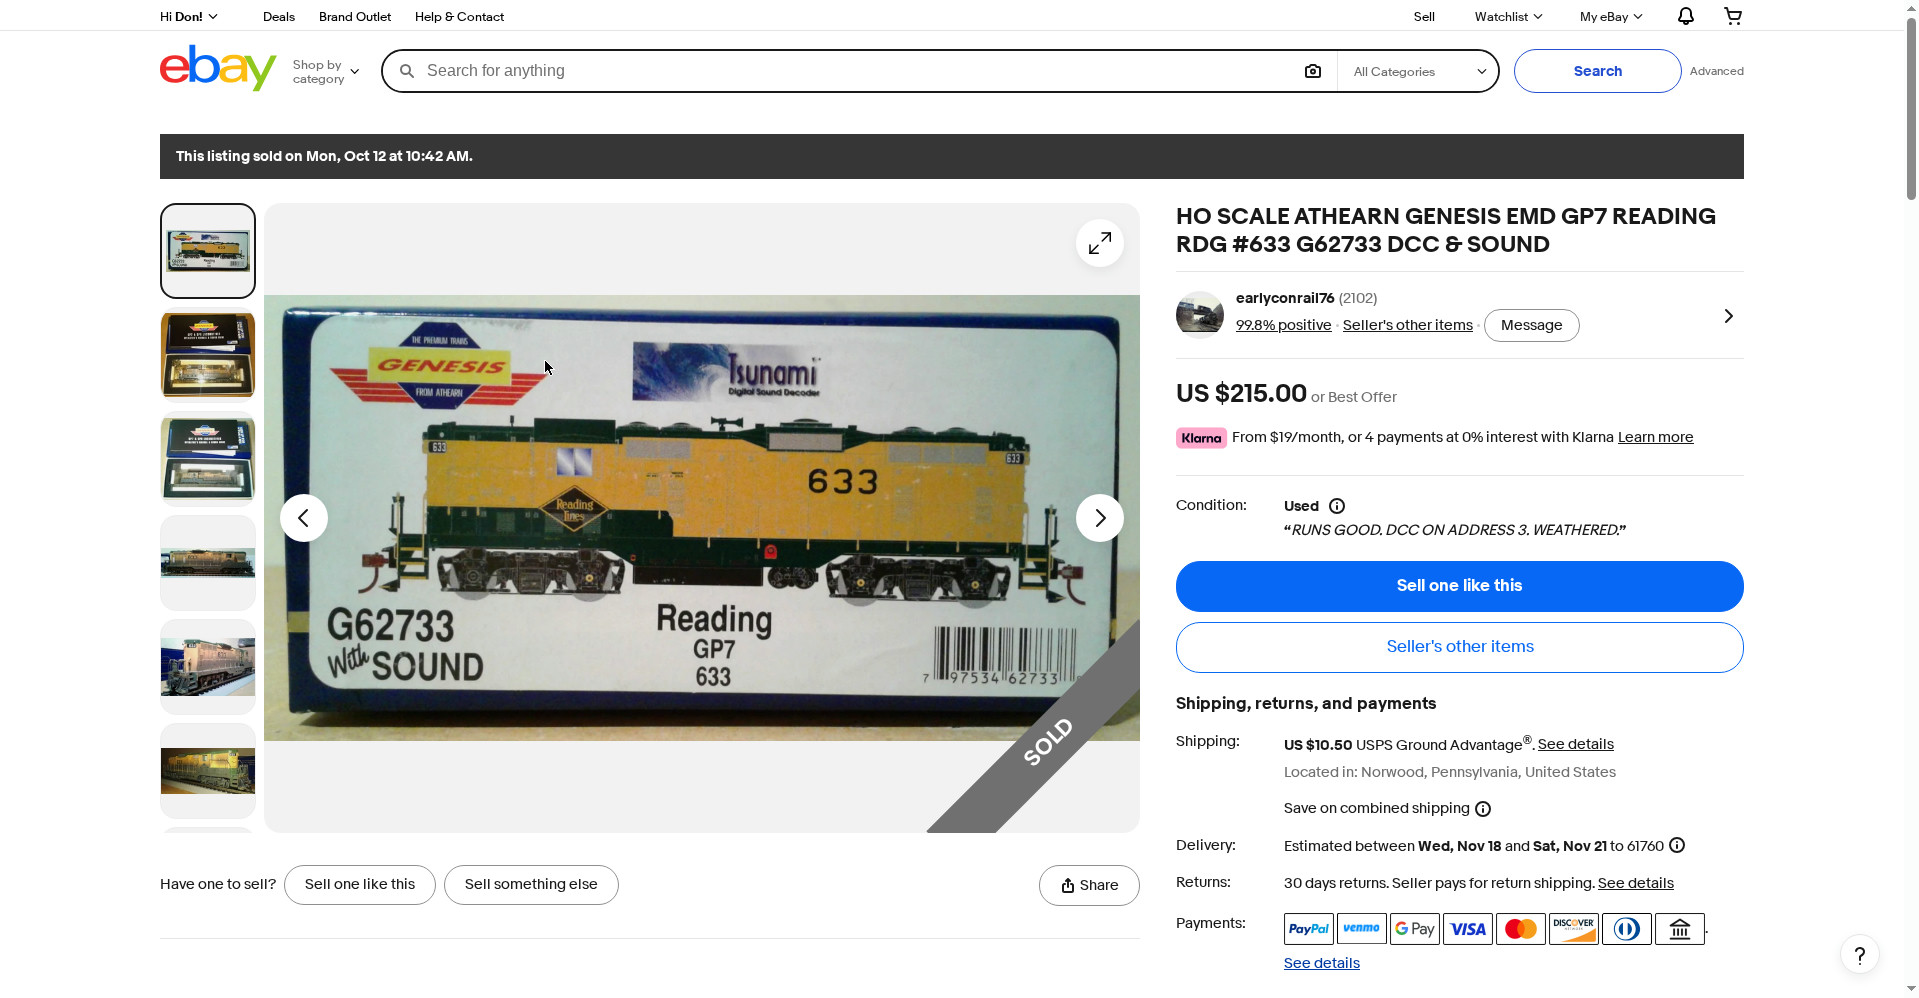 Hi Don!
Deals
Brand Outlet
Help & Contact
Sell
Watchlist
My eBay
ebay
Shop by
category
Search for anything
All Categories
Search
Advanced
This listing sold on Mon, Oct 12 at 10:42 AM.
THE PREMIUM TRAINS
GENESIS
FROM ATHEARN
Tsunami
Digital Sound Decoder
633
633
633
Reading
Lines
G62733
With SOUND
Reading
GP7
633
7 97534 62733
SOLD
HO SCALE ATHEARN GENESIS EMD GP7 READING
RDG #633 G62733 DCC & SOUND
earlyconrail76 (2102)
99.8% positive · Seller's other items · Message
US $215.00 or Best Offer
Klarna From $19/month, or 4 payments at 0% interest with Klarna Learn more
Condition: Used
“RUNS GOOD. DCC ON ADDRESS 3. WEATHERED.”
Sell one like this
Seller's other items
Shipping, returns, and payments
Shipping: US $10.50 USPS Ground Advantage®. See details
Located in: Norwood, Pennsylvania, United States
Save on combined shipping
Delivery: Estimated between Wed, Nov 18 and Sat, Nov 21 to 61760
Returns: 30 days returns. Seller pays for return shipping. See details
Payments: PayPal venmo G Pay VISA DISCOVER
See details
Have one to sell? Sell one like this Sell something else
Share
?